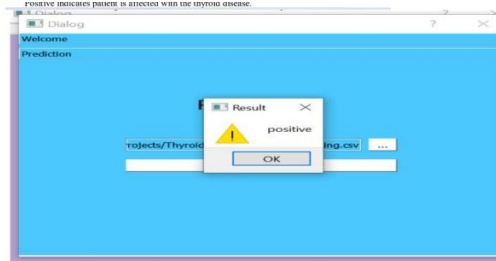 Positive indicates patient is affected with the thyroid disease.
Dialog ?
Dialog ? ×
Welcome
Prediction
Result ×
positive
rojects/Thyroid ing.csv ...
OK